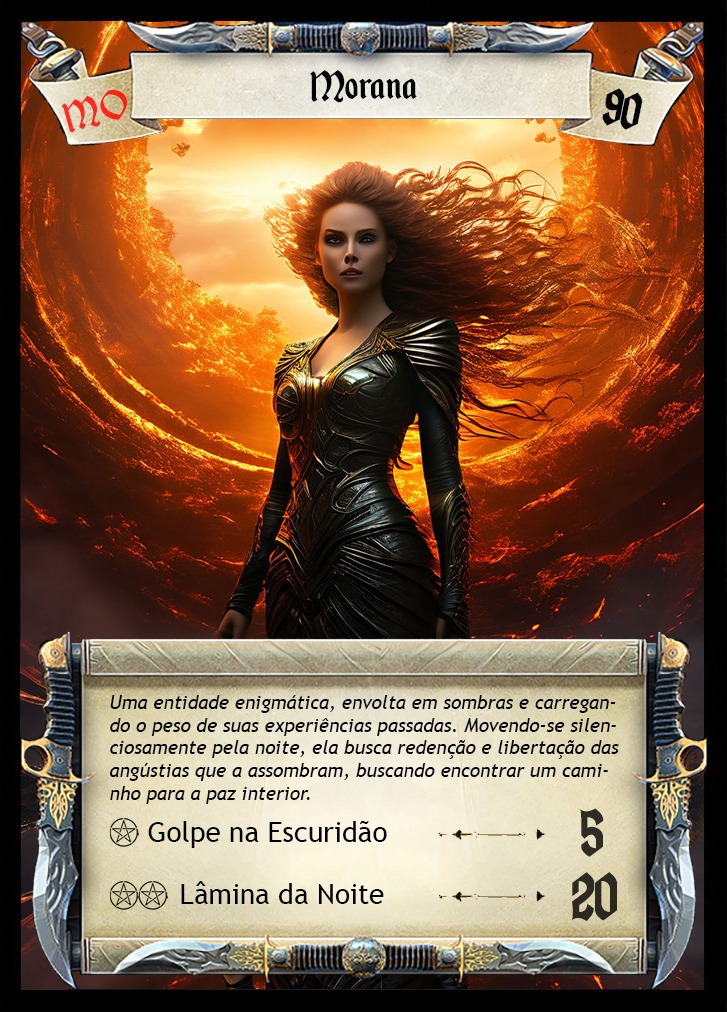 MO
Morana
90
Uma entidade enigmática, envolta em sombras e carregan-
do o peso de suas experiências passadas. Movendo-se silen-
ciosamente pela noite, ela busca redenção e libertação das
angústias que a assombram, buscando encontrar um cami-
nho para a paz interior.
Golpe na Escuridão 5
Lâmina da Noite 20